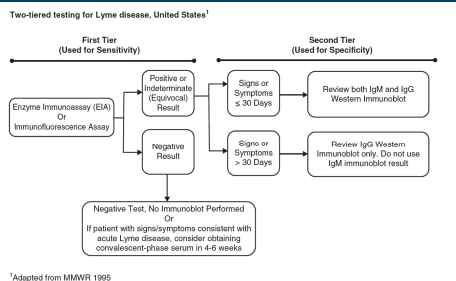 Two-tiered testing for Lyme disease, United States¹
First Tier
(Used for Sensitivity)
Second Tier
(Used for Specificity)
Enzyme Immunoassay (EIA)
Or
Immunofluorescence Assay
Positive or
Indeterminate
(Equivocal)
Result
Negative
Result
Signs or
Symptoms
≤ 30 Days
Signs or
Symptoms
> 30 Days
Review both IgM and IgG
Western Immunoblot
Review IgG Western
Immunoblot only. Do not use
IgM immunoblot result
Negative Test, No Immunoblot Performed
Or
If patient with signs/symptoms consistent with
acute Lyme disease, consider obtaining
convalescent-phase serum in 4-6 weeks
¹Adapted from MMWR 1995